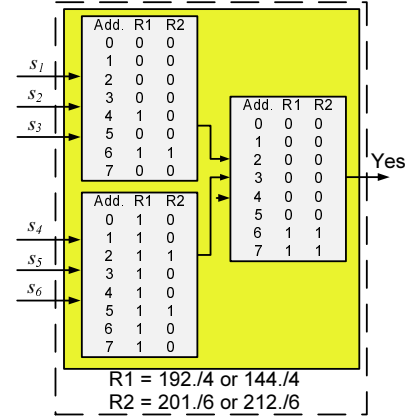 Add. R1 R2
0 0 0
1 0 0
2 0 0
3 0 0
4 1 0
5 0 0
6 1 1
7 0 0
s1
s2
s3
Add. R1 R2
0 1 0
1 1 0
2 1 1
3 1 0
4 1 0
5 1 1
6 1 0
7 1 0
s4
s5
s6
Add. R1 R2
0 0 0
1 0 0
2 0 0
3 0 0
4 0 0
5 0 0
6 1 1
7 1 1
Yes
R1 = 192./4 or 144./4
R2 = 201./6 or 212./6